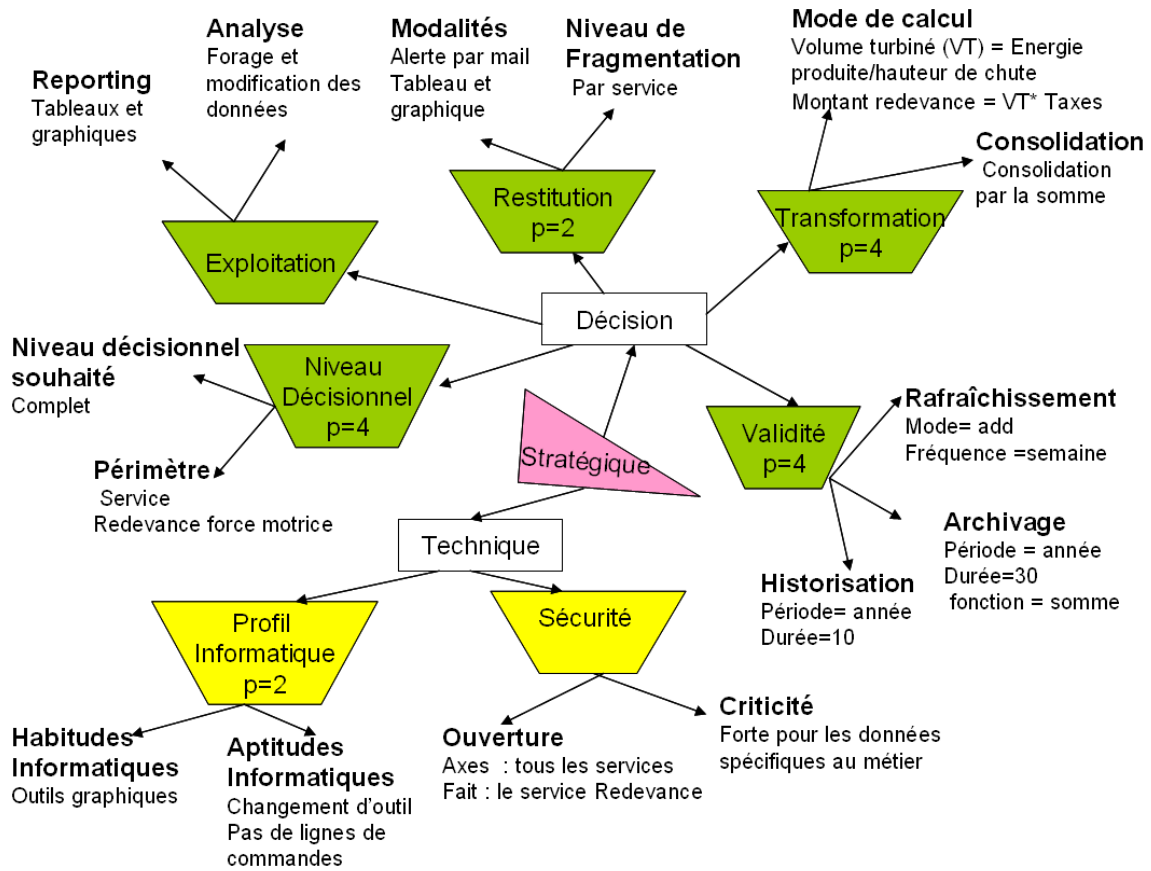 Analyse
Forage et
modification des
données
Modalités
Alerte par mail
Tableau et
graphique
Niveau de
Fragmentation
Par service
Mode de calcul
Volume turbiné (VT) = Energie
produite/hauteur de chute
Montant redevance = VT* Taxes
Reporting
Tableaux et
graphiques
Consolidation
Consolidation
par la somme
Restitution
p=2
Transformation
p=4
Exploitation
Décision
Niveau décisionnel
souhaité
Complet
Niveau
Décisionnel
p=4
Rafraîchissement
Mode= add
Fréquence =semaine
Validité
p=4
Stratégique
Périmètre
Service
Redevance force motrice
Archivage
Période = année
Durée=30
fonction = somme
Technique
Historisation
Période= année
Durée=10
Profil
Informatique
p=2
Sécurité
Habitudes
Informatiques
Outils graphiques
Aptitudes
Informatiques
Changement d'outil
Pas de lignes de
commandes
Ouverture
Axes : tous les services
Fait : le service Redevance
Criticité
Forte pour les données
spécifiques au métier